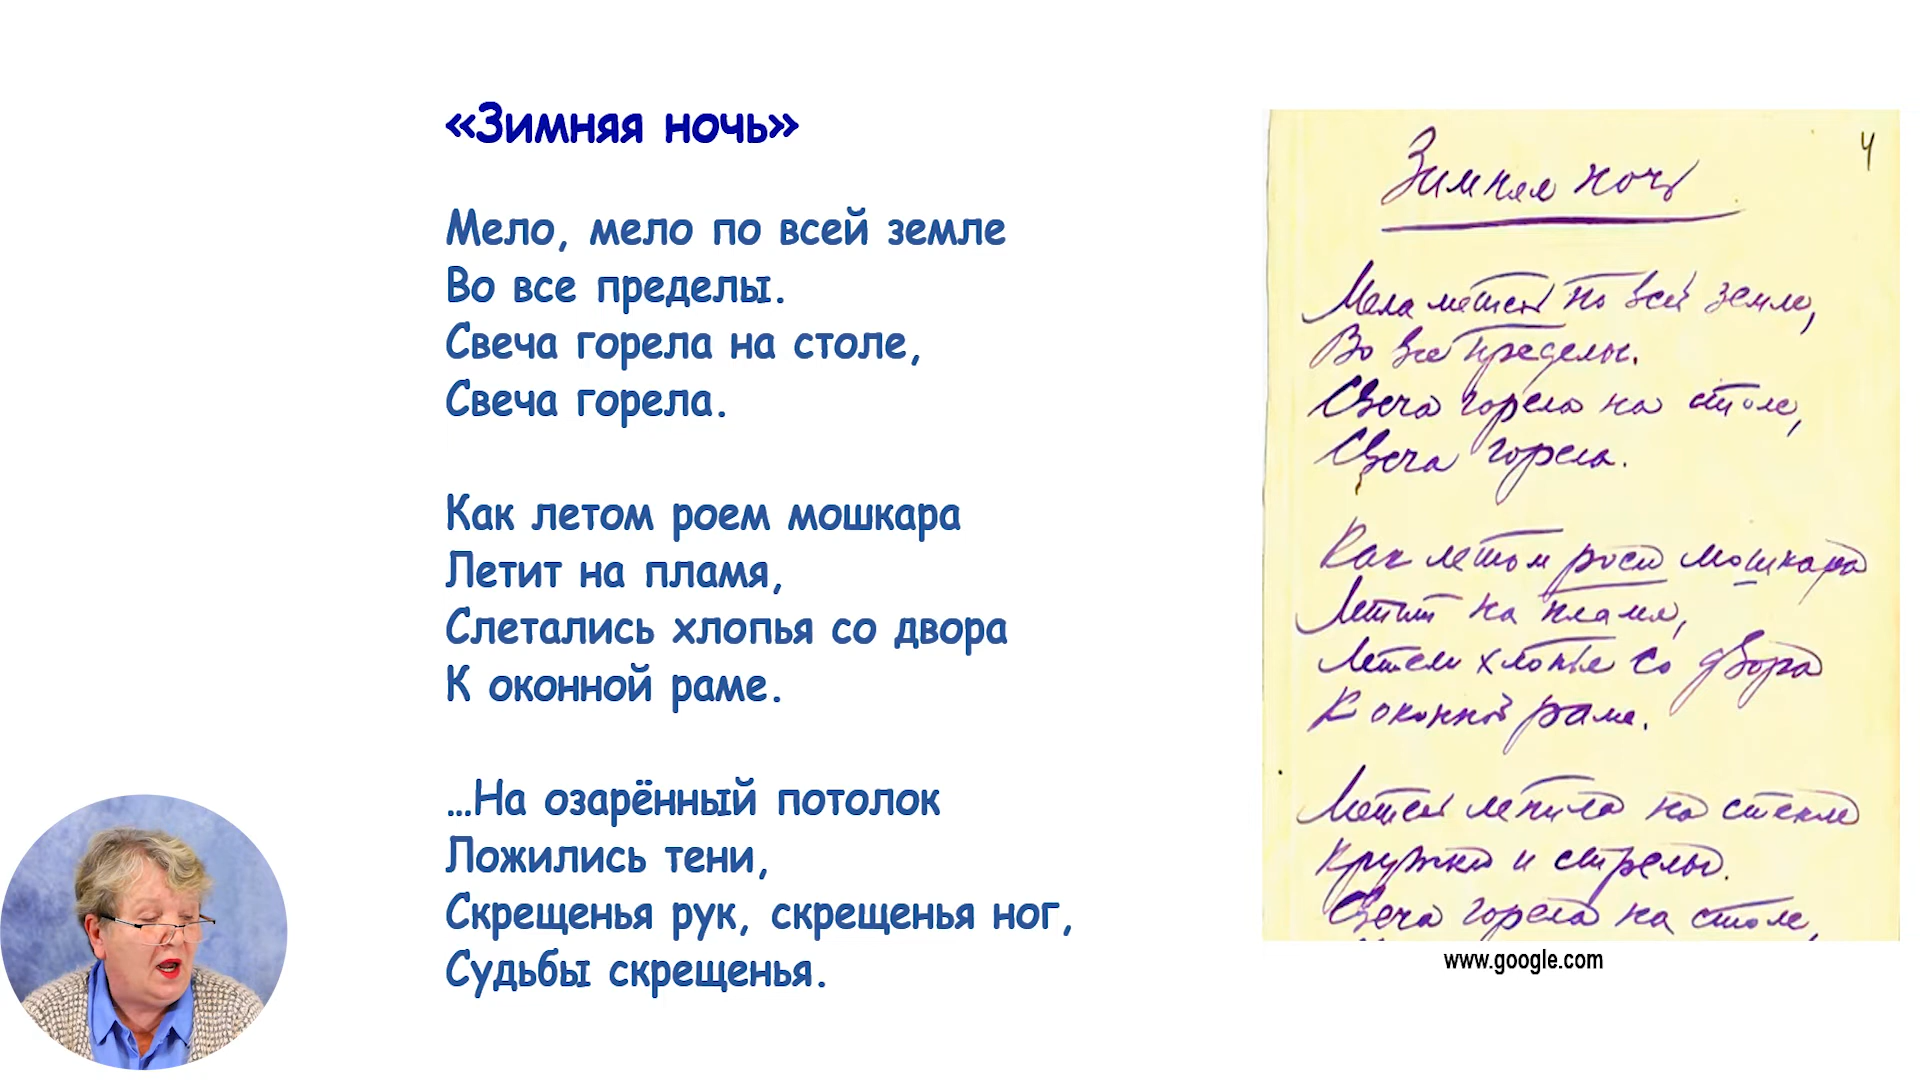 «Зимняя ночь»
Мело, мело по всей земле
Во все пределы.
Свеча горела на столе,
Свеча горела.
Как летом роем мошкара
Летит на пламя,
Слетались хлопья со двора
К оконной раме.
...На озарённый потолок
Ложились тени,
Скрещенья рук, скрещенья ног,
Судьбы скрещенья.
4
Зимняя ночь
Мела метель по всей земле,
Во все пределы.
Свеча горела на столе,
Свеча горела.
Как летом роем мошкара
Летит на пламя,
Летели хлопья со двора
К оконной раме.
Метель лепила на стекле
Кружки и стрелы.
Свеча горела на столе,
www.google.com